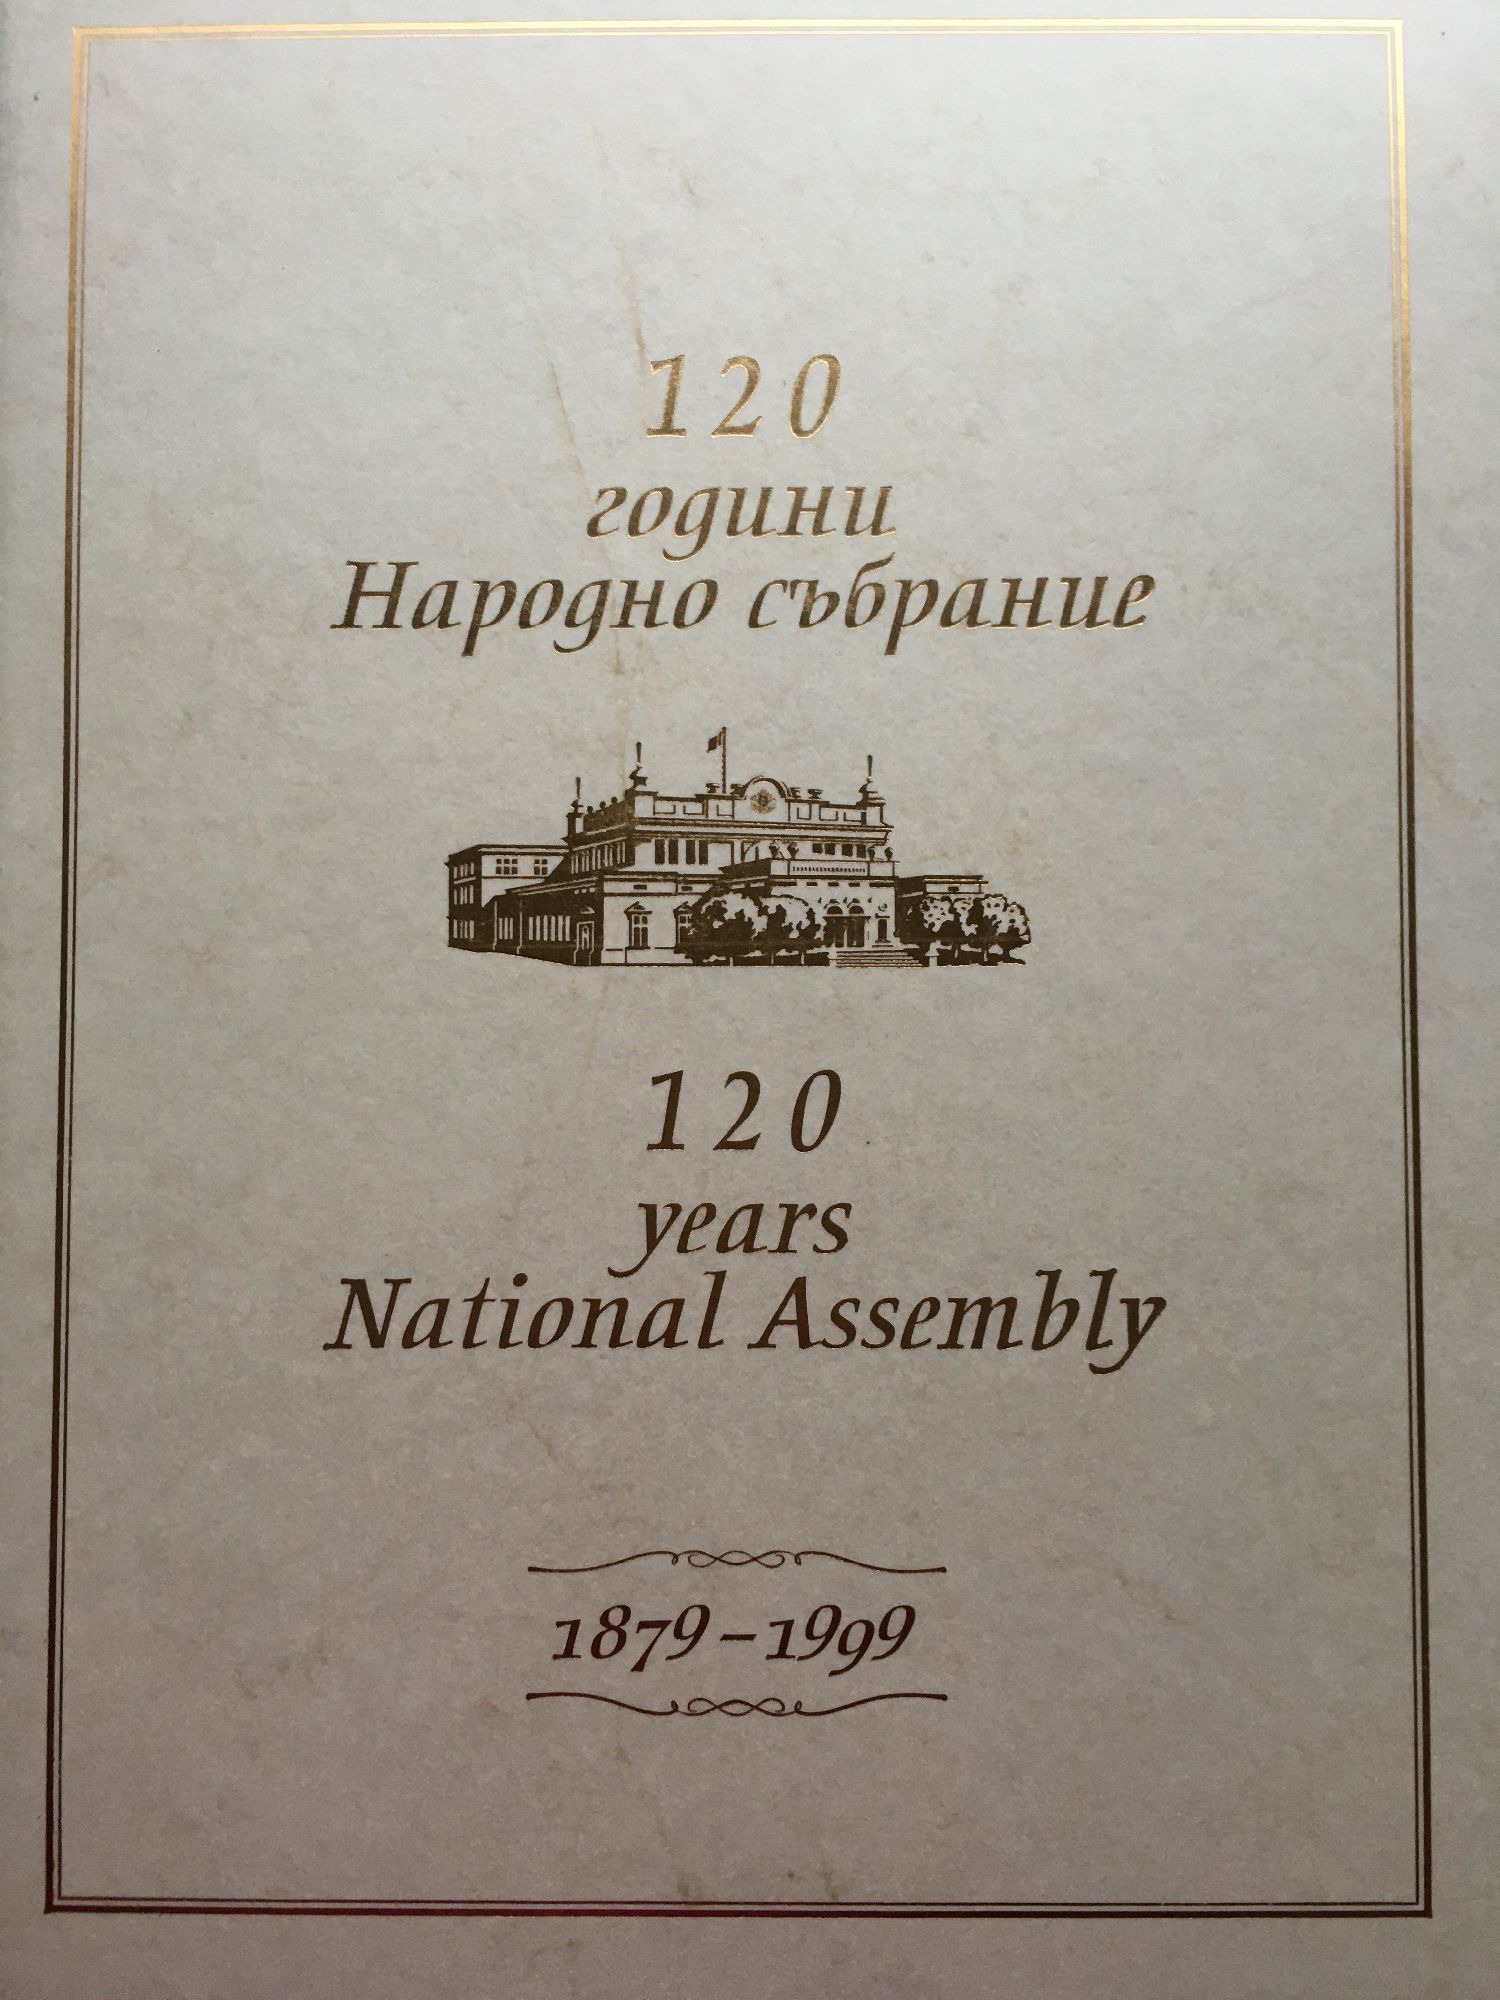 120
години
Народно събрание
120
years
National Assembly
1879-1999